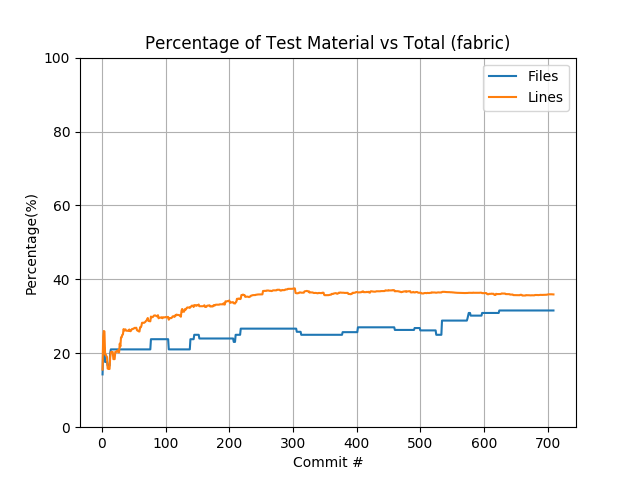 Percentage of Test Material vs Total (fabric)
Files
Lines
Percentage(%)
100
80
60
40
20
0
0 100 200 300 400 500 600 700
Commit #